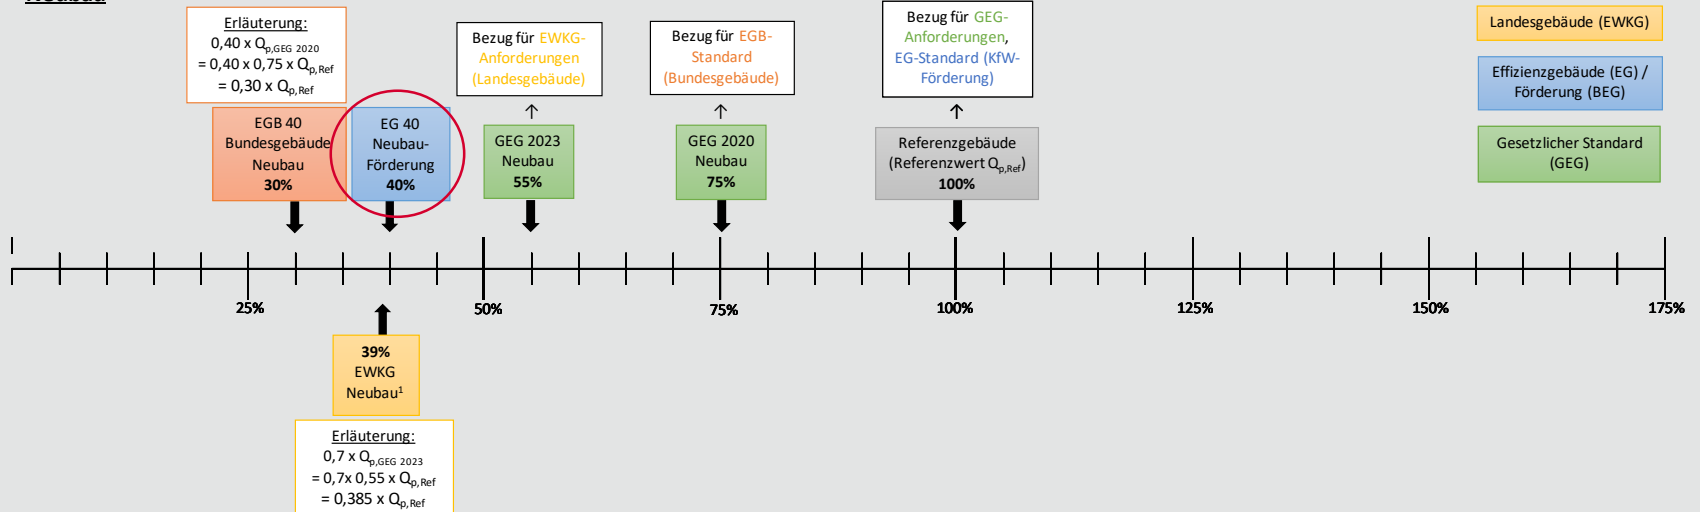 Neubau
Erläuterung:
0,40 x Qp,GEG 2020
= 0,40 x 0,75 x Qp,Ref
= 0,30 x Qp,Ref
EGB 40
Bundesgebäude
Neubau
30%
EG 40
Neubau-
Förderung
40%
Bezug für EWKG-
Anforderungen
(Landesgebäude)
↑
GEG 2023
Neubau
55%
Bezug für EGB-
Standard
(Bundesgebäude)
↑
GEG 2020
Neubau
75%
Bezug für GEG-
Anforderungen,
EG-Standard (KfW-
Förderung)
↑
Referenzgebäude
(Referenzwert Qp,Ref)
100%
Landesgebäude (EWKG)
Effizienzgebäude (EG) /
Förderung (BEG)
Gesetzlicher Standard
(GEG)
25% 50% 75% 100% 125% 150% 175%
39%
EWKG
Neubau1
Erläuterung:
0,7 x Qp,GEG 2023
= 0,7x 0,55 x Qp,Ref
= 0,385 x Qp,Ref